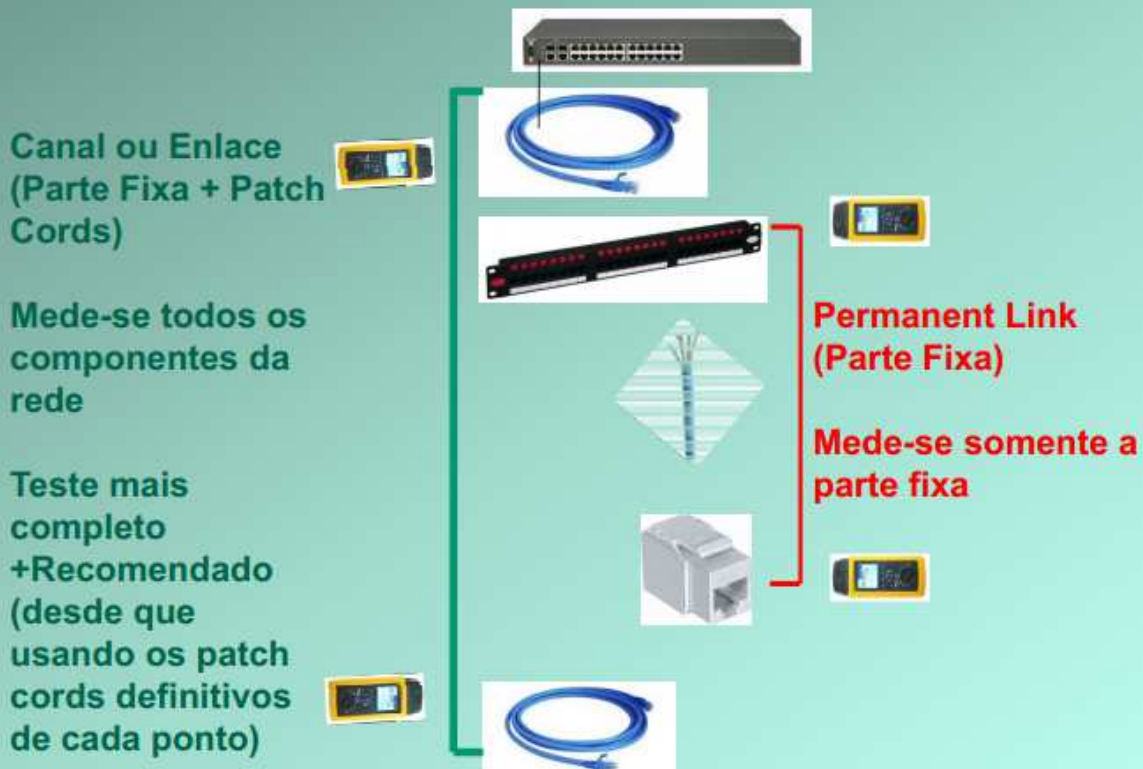 Canal ou Enlace
(Parte Fixa + Patch
Cords)
Mede-se todos os
componentes da
rede
Teste mais
completo
+Recomendado
(desde que
usando os patch
cords definitivos
de cada ponto)
Permanent Link
(Parte Fixa)
Mede-se somente a
parte fixa